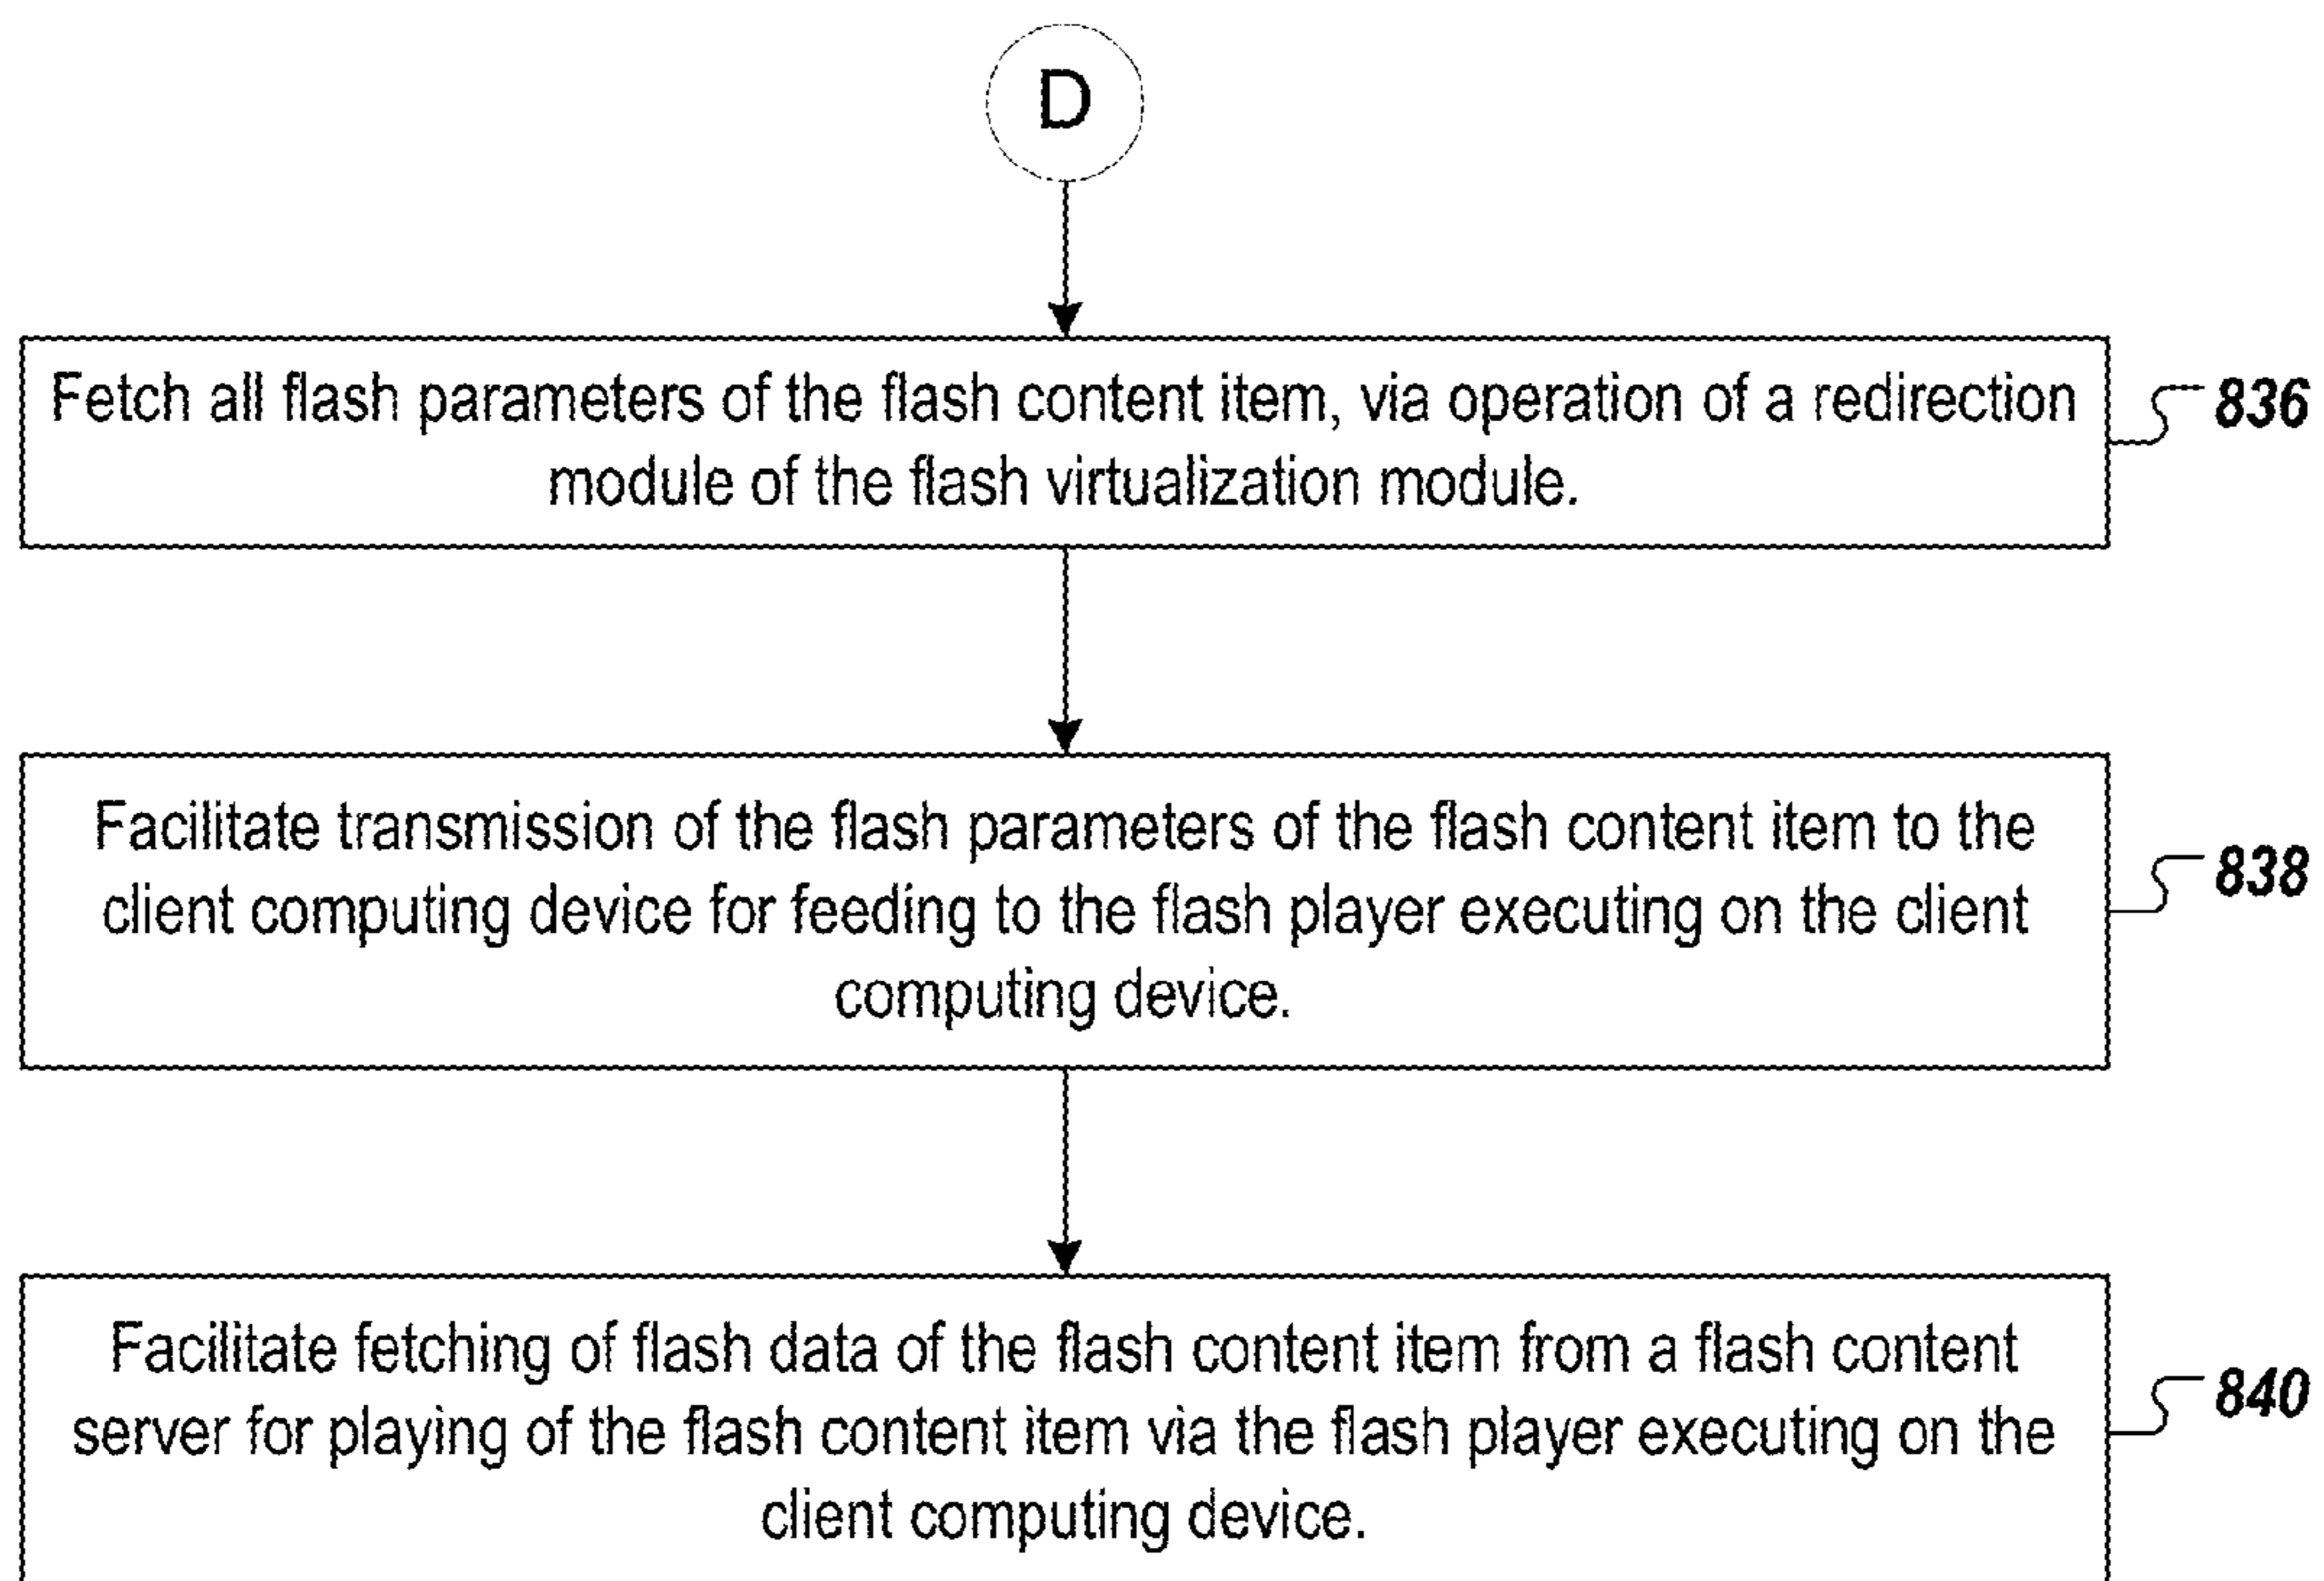 D
Fetch all flash parameters of the flash content item, via operation of a redirection
module of the flash virtualization module.
836
Facilitate transmission of the flash parameters of the flash content item to the
client computing device for feeding to the flash player executing on the client
computing device.
838
Facilitate fetching of flash data of the flash content item from a flash content
server for playing of the flash content item via the flash player executing on the
client computing device.
840